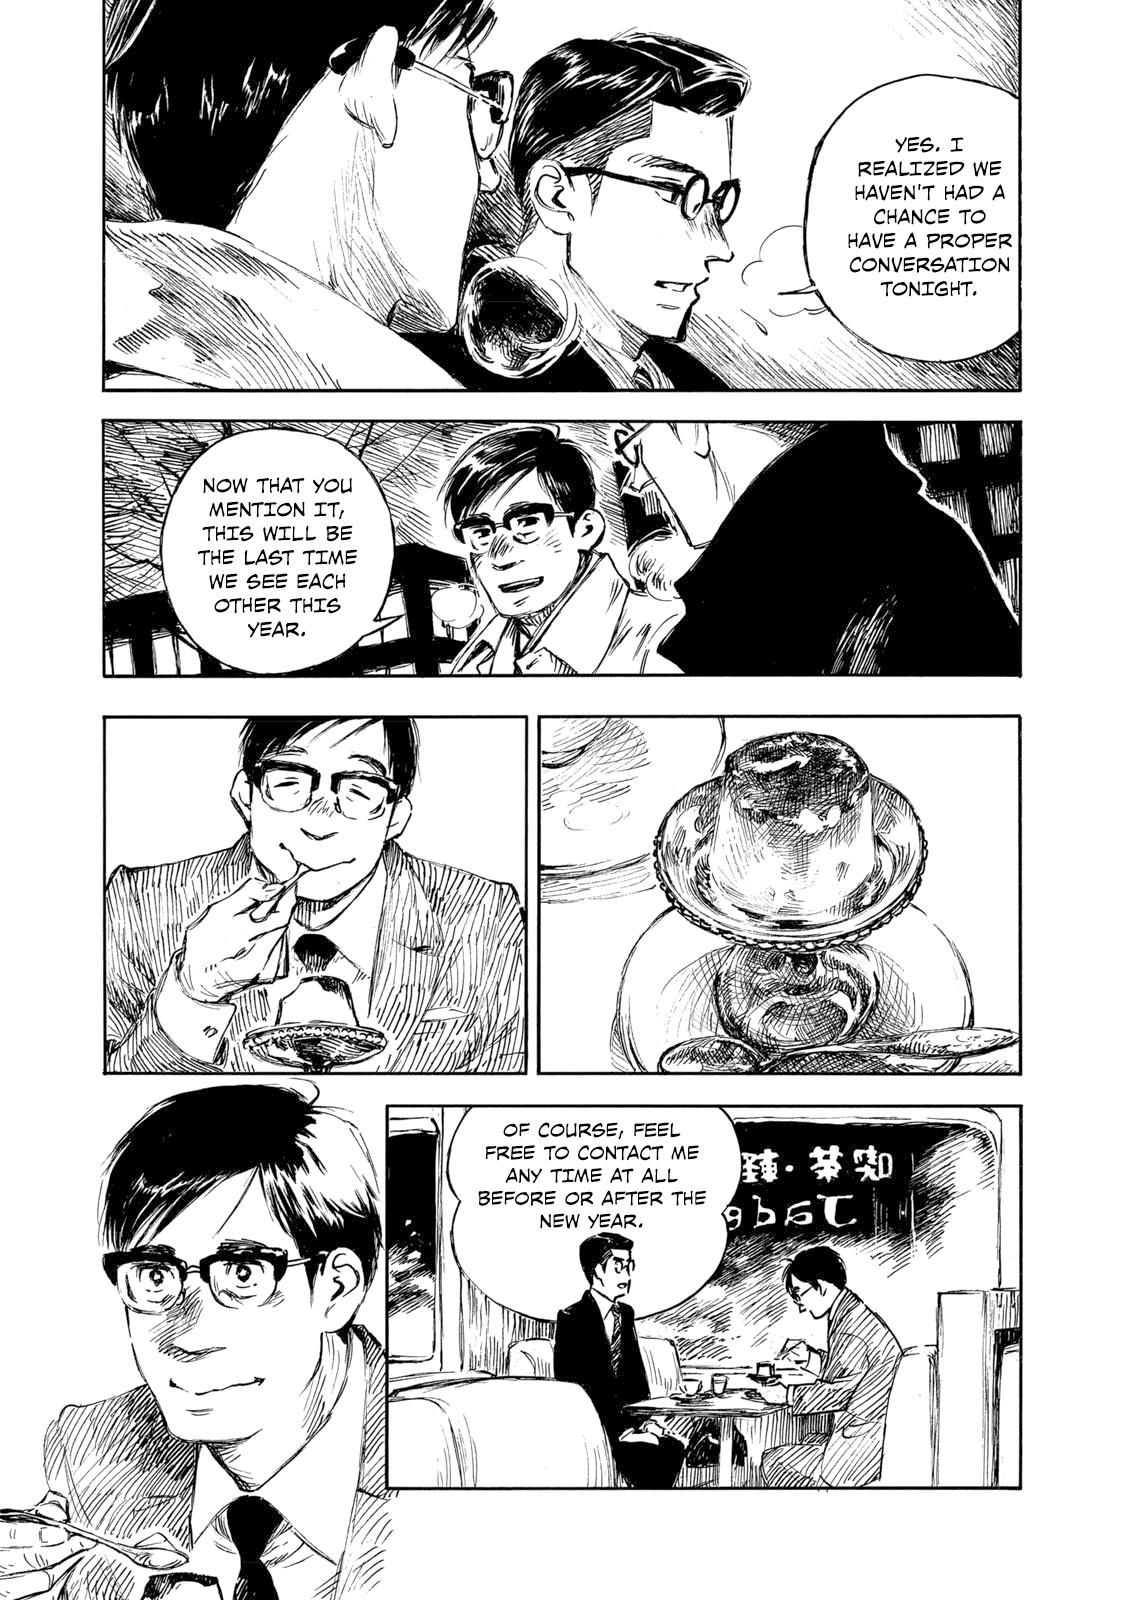 YES. I
REALIZED WE
HAVEN'T HAD A
CHANCE TO
HAVE A PROPER
CONVERSATION
TONIGHT.
NOW THAT YOU
MENTION IT,
THIS WILL BE
THE LAST TIME
WE SEE EACH
OTHER THIS
YEAR.
OF COURSE, FEEL
FREE TO CONTACT ME
ANY TIME AT ALL
BEFORE OR AFTER THE
NEW YEAR.